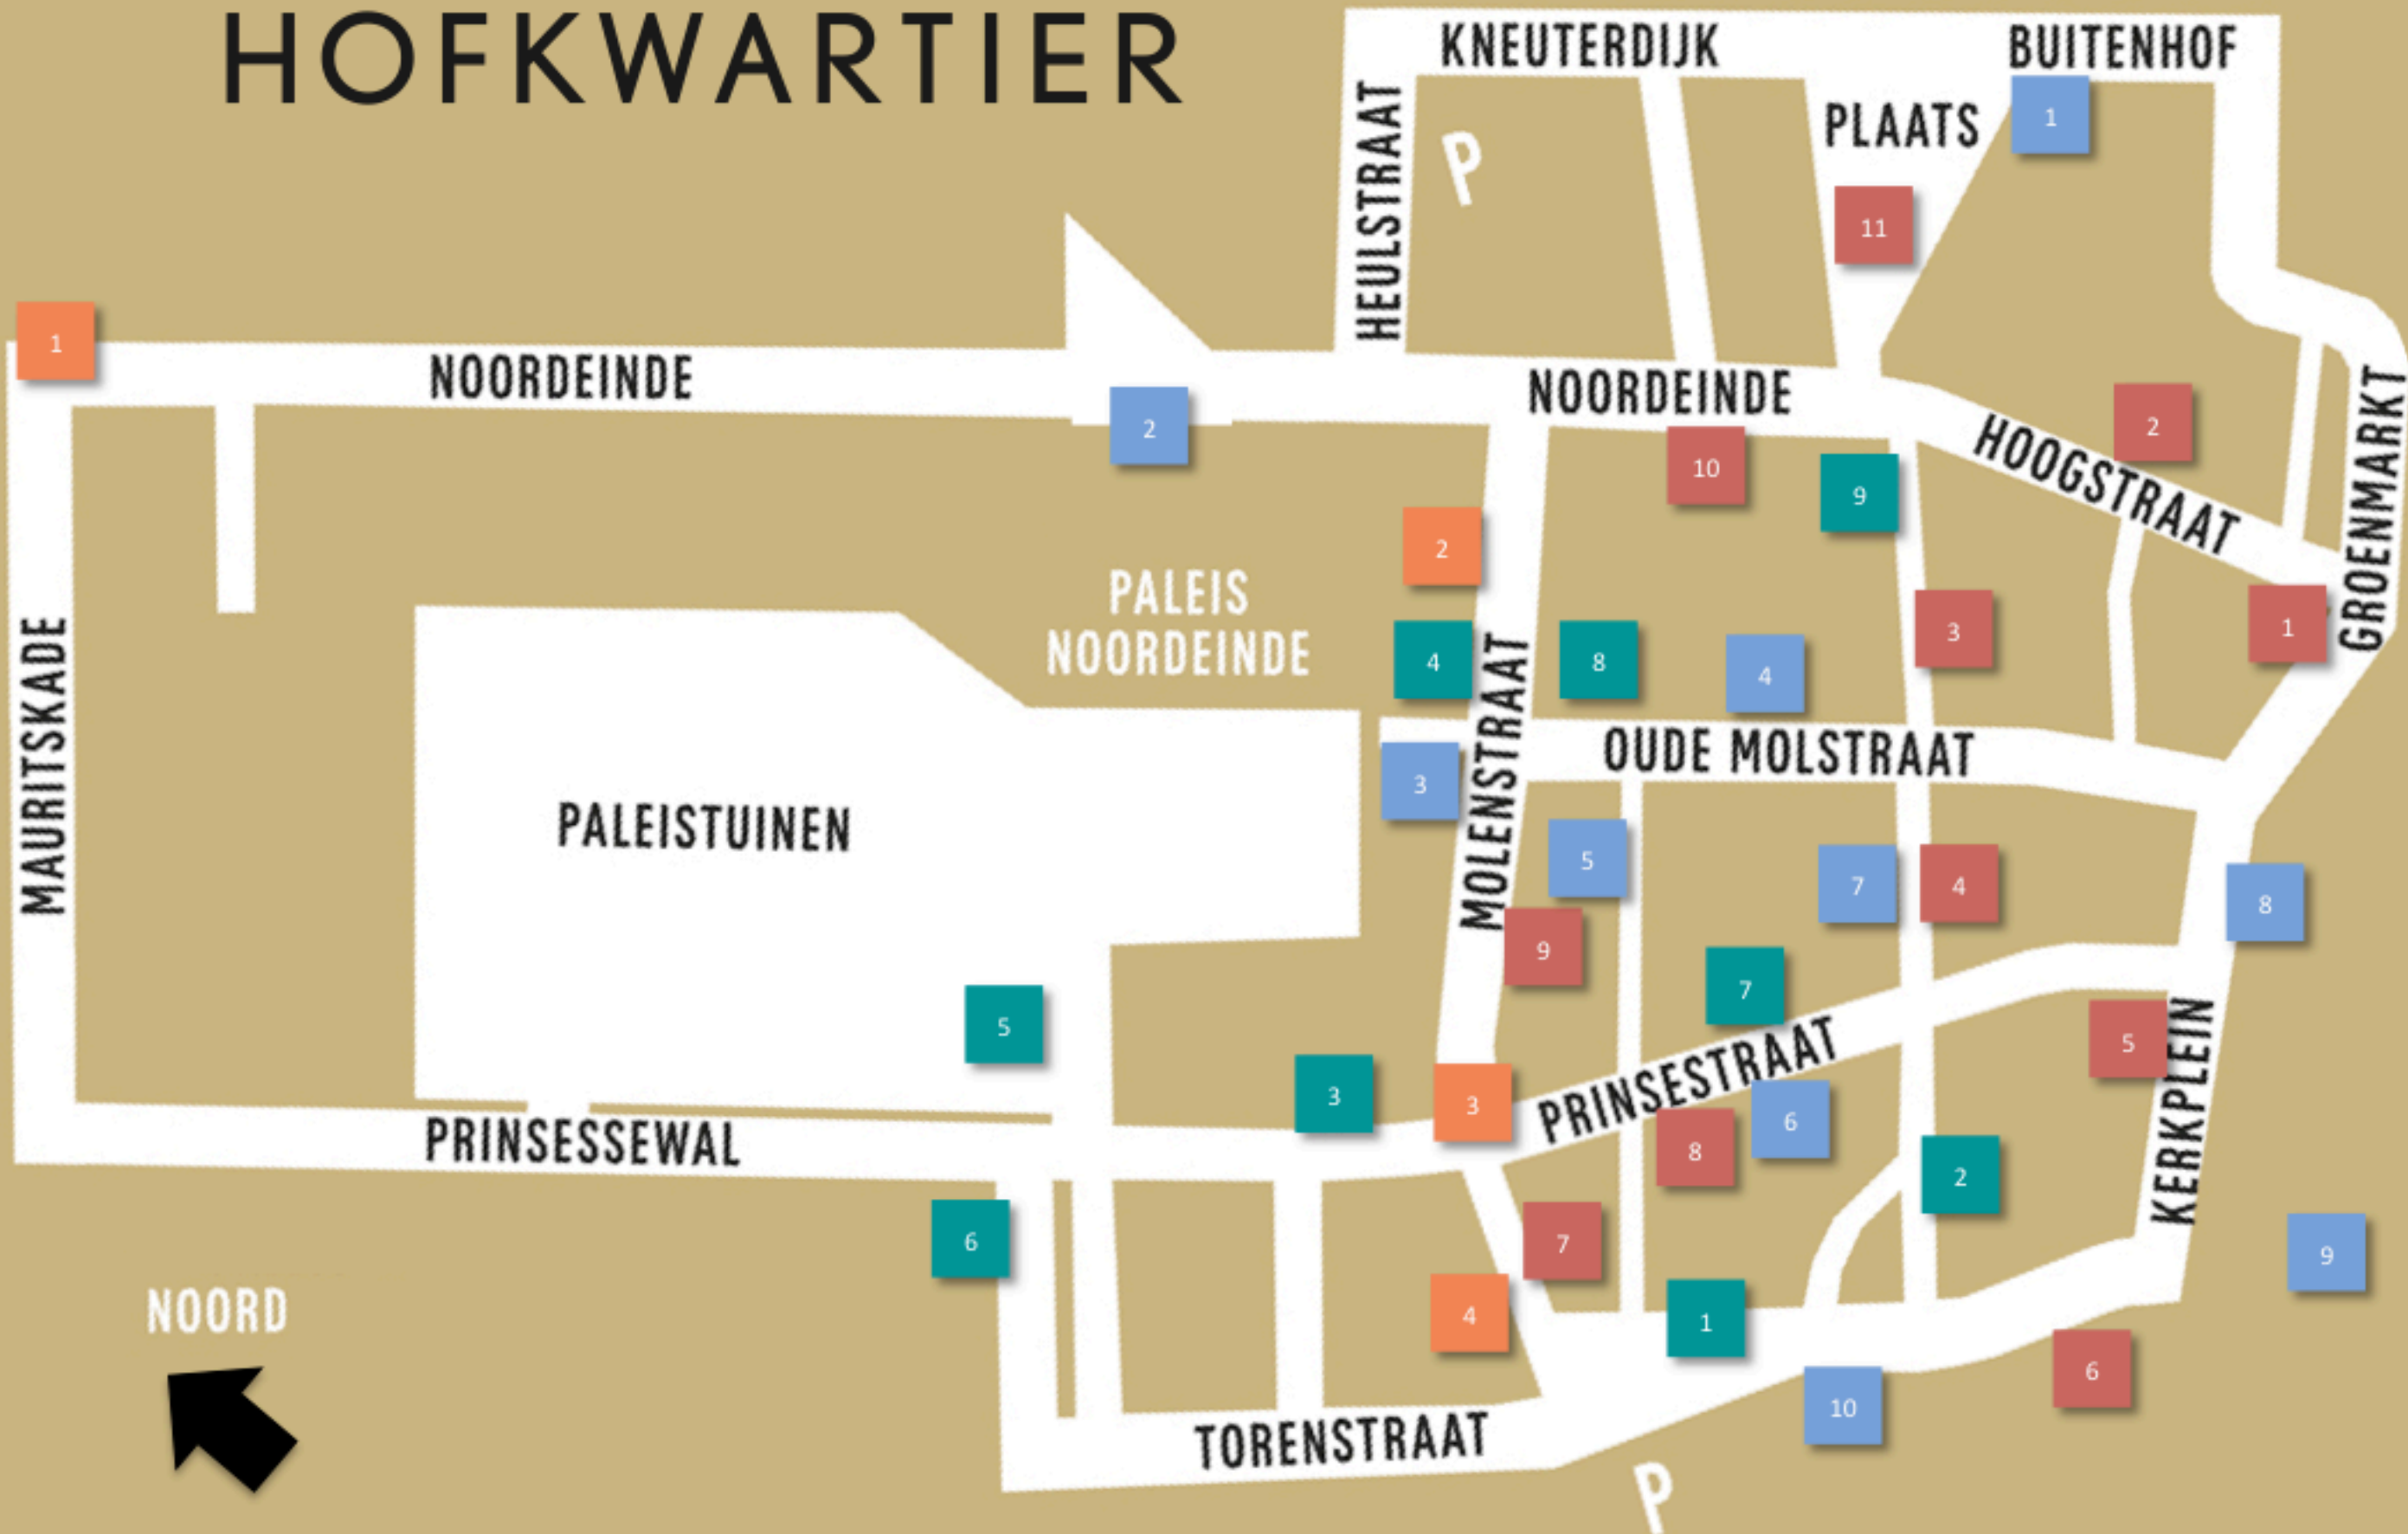 HOFKWARTIER
KNEUTERDIJK
BUITENHOF
HEULSTRAAT
P
PLAATS
1
11
1
NOORDEINDE
2
NOORDEINDE
10
9
HOOGSTRAAT
2
GROENMARKT
2
PALEIS
NOORDEINDE
4
8
4
3
1
MOLENSTRAAT
OUDE MOLSTRAAT
MAURITSKADE
PALEISTUINEN
3
5
7
4
8
9
7
5
5
3
3
PRINSESTRAAT
KERKPLEIN
PRINSESSEWAL
8
6
2
6
7
9
NOORD
4
1
6
10
TORENSTRAAT
P